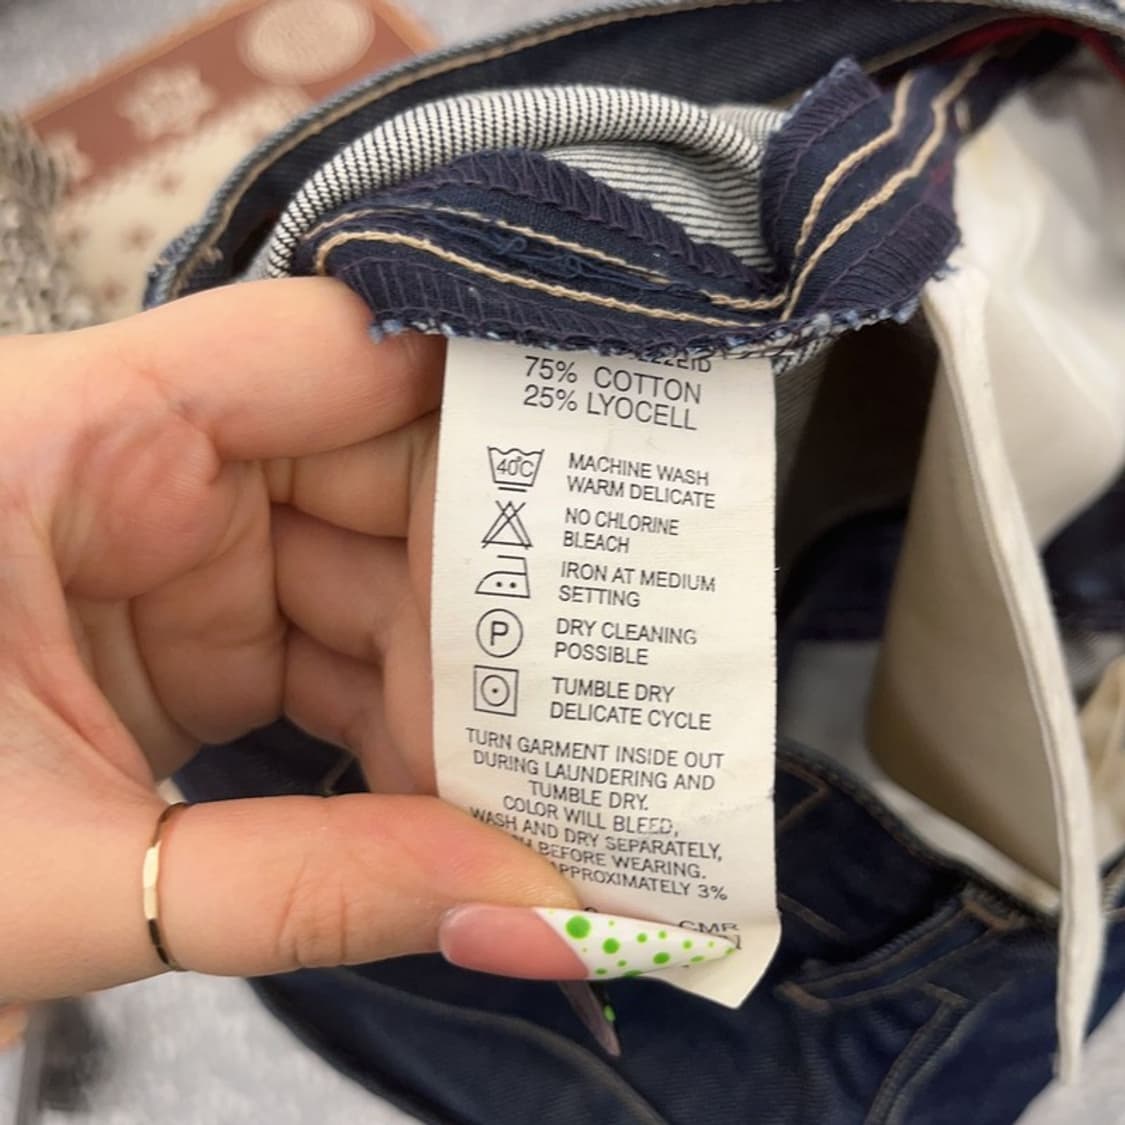 75% COTTON
25% LYOCELL
40°C
MACHINE WASH
WARM DELICATE
NO CHLORINE
BLEACH
IRON AT MEDIUM
SETTING
P
DRY CLEANING
POSSIBLE
TUMBLE DRY
DELICATE CYCLE
TURN GARMENT INSIDE OUT
DURING LAUNDERING AND
TUMBLE DRY.
COLOR WILL BLEED,
WASH AND DRY SEPARATELY,
BEFORE WEARING.
APPROXIMATELY 3%